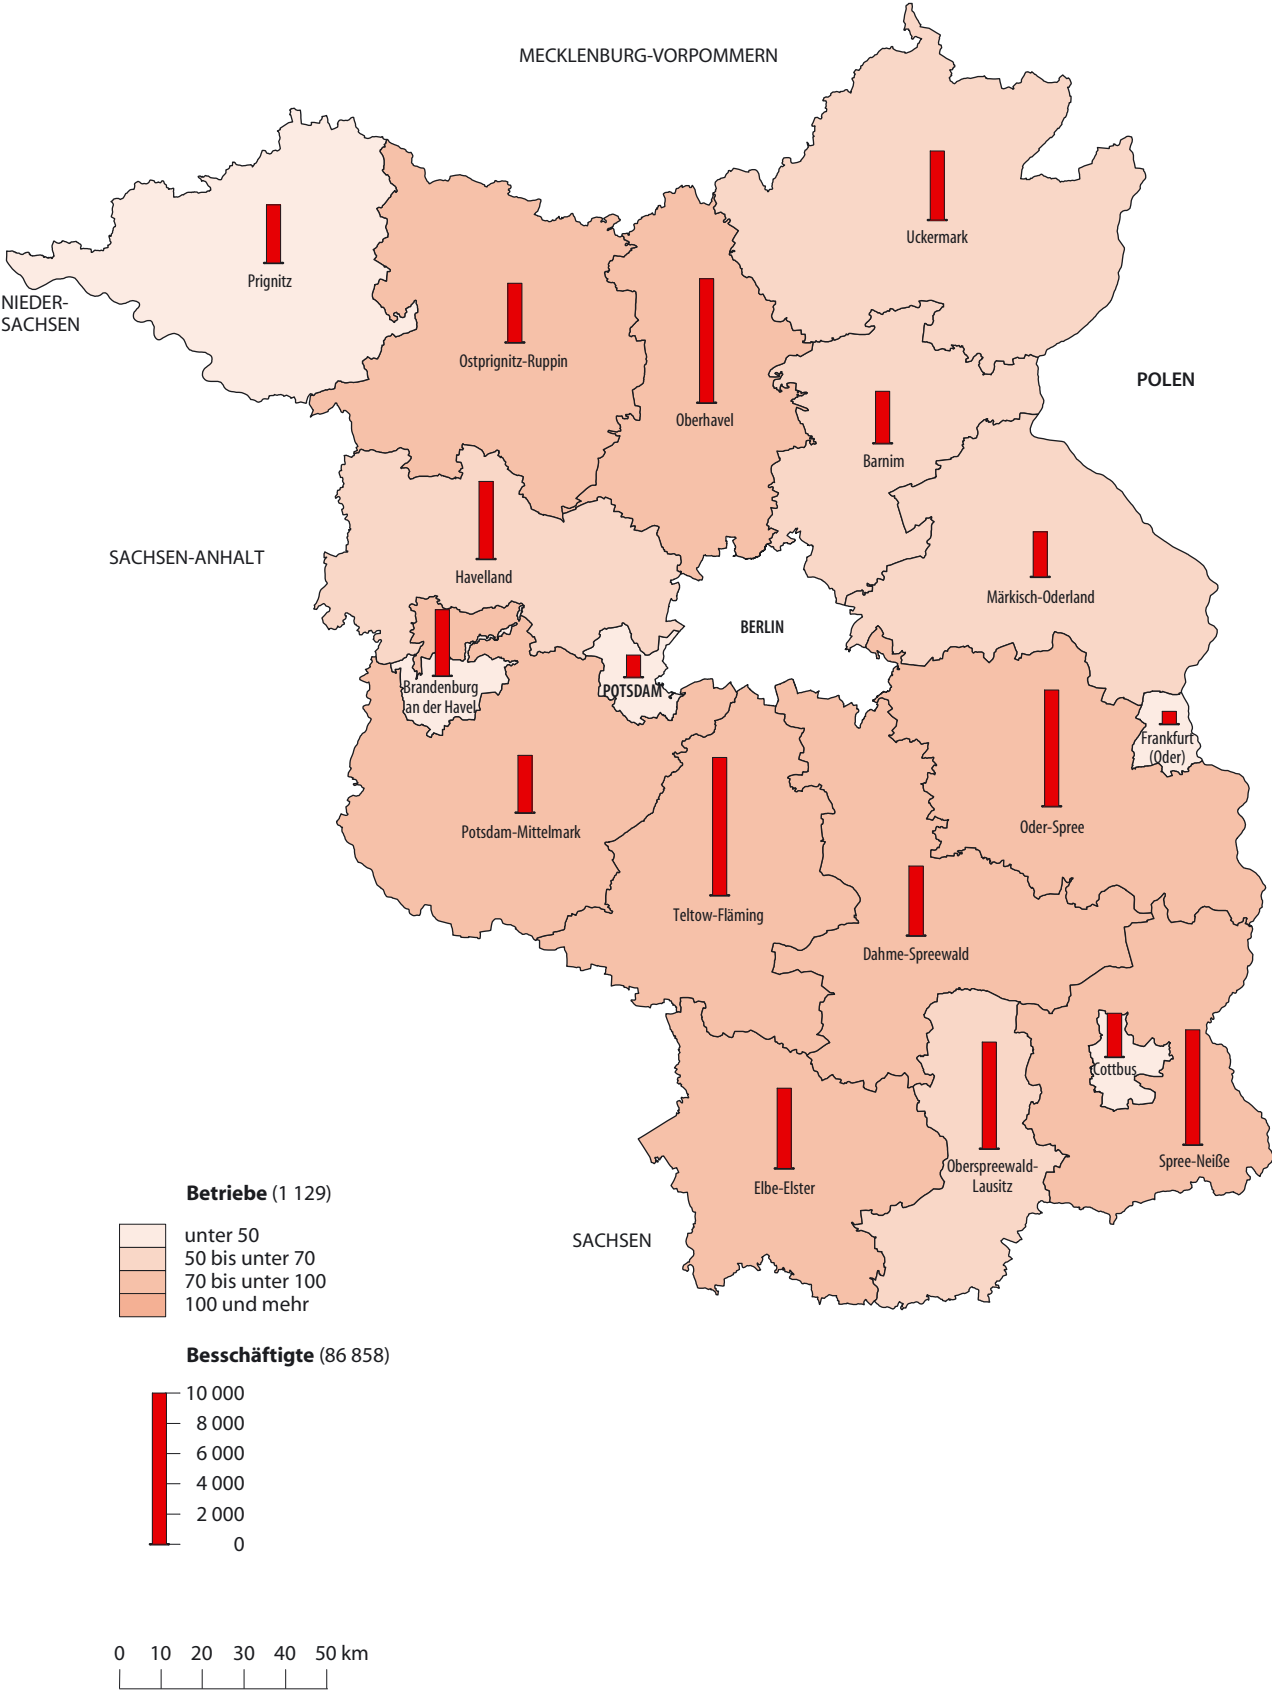 MECKLENBURG-VORPOMMERN
Uckermark
Prignitz
NIEDER-
SACHSEN
Ostprignitz-Ruppin
POLEN
Oberhavel
Barnim
SACHSEN-ANHALT
Havelland
Märkisch-Oderland
BERLIN
Brandenburg
an der Havel
POTSDAM
Frankfurt
(Oder)
Potsdam-Mittelmark
Oder-Spree
Teltow-Fläming
Dahme-Spreewald
Cottbus
Spree-Neiße
Oberspreewald-
Lausitz
Elbe-Elster
SACHSEN
Betriebe (1 129)
unter 50
50 bis unter 70
70 bis unter 100
100 und mehr
Besschäftigte (86 858)
10 000
8 000
6 000
4 000
2 000
0
0 10 20 30 40 50 km